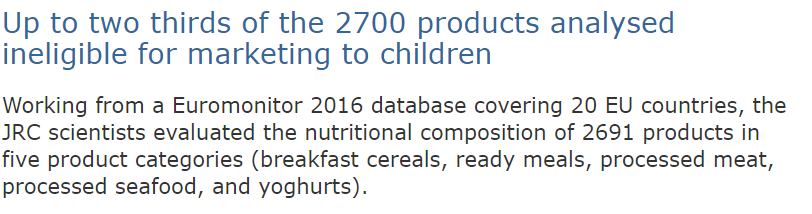 Up to two thirds of the 2700 products analysed
ineligible for marketing to children
Working from a Euromonitor 2016 database covering 20 EU countries, the
JRC scientists evaluated the nutritional composition of 2691 products in
five product categories (breakfast cereals, ready meals, processed meat,
processed seafood, and yoghurts).